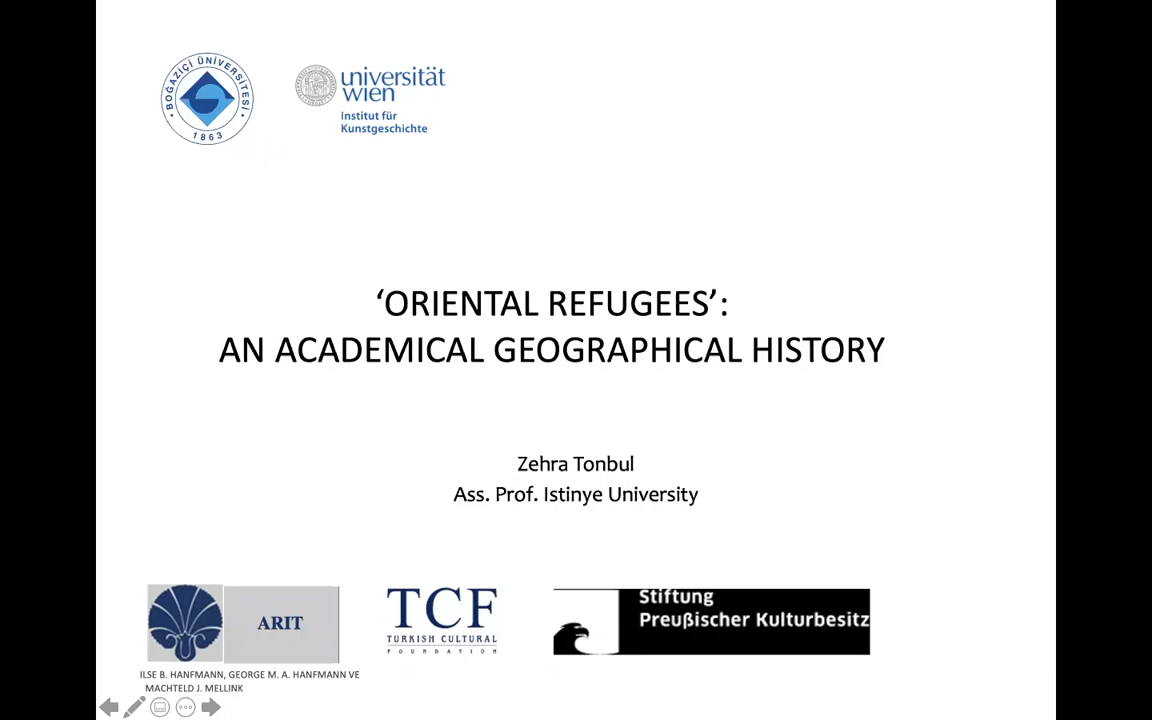 BOĞAZİÇİ ÜNİVERSİTESİ
1863
universität
wien
Institut für
Kunstgeschichte
‘ORIENTAL REFUGEES’:
AN ACADEMICAL GEOGRAPHICAL HISTORY
Zehra Tonbul
Ass. Prof. Istinye University
ARIT
TCF
TURKISH CULTURAL
FOUNDATION
Stiftung
Preußischer Kulturbesitz
ILSE B. HANFMANN, GEORGE M. A. HANFMANN VE
MACHTELD J. MELLINK